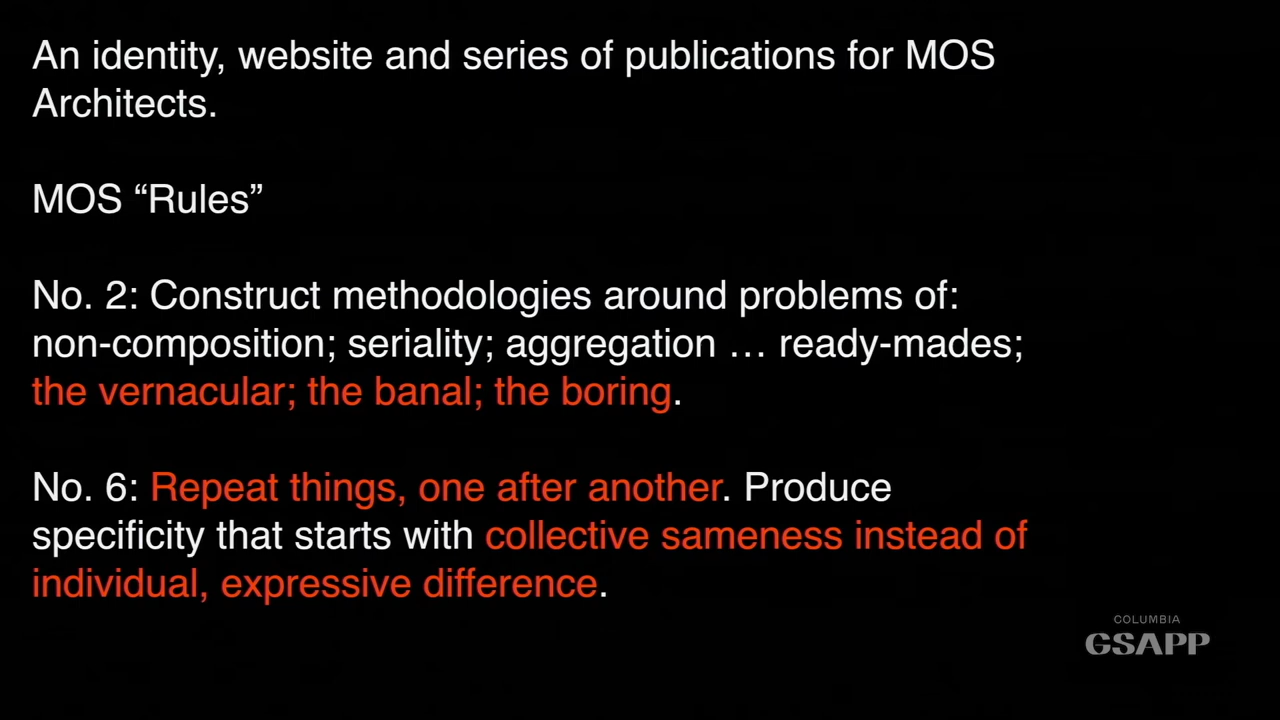 An identity, website and series of publications for MOS
Architects.
MOS “Rules”
No. 2: Construct methodologies around problems of:
non-composition; seriality; aggregation … ready-mades;
the vernacular; the banal; the boring.
No. 6: Repeat things, one after another. Produce
specificity that starts with collective sameness instead of
individual, expressive difference.
COLUMBIA
GSAPP